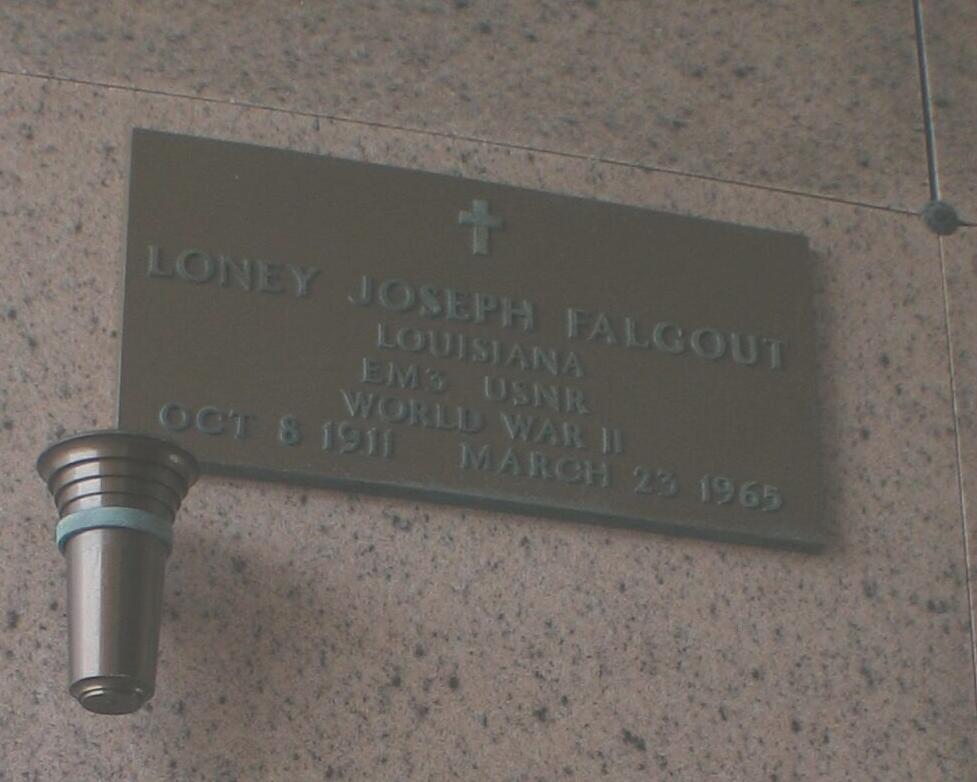 LONEY JOSEPH FALGOUT
LOUISIANA
EM3 USNR
WORLD WAR II
OCT 8 1911 MARCH 23 1965